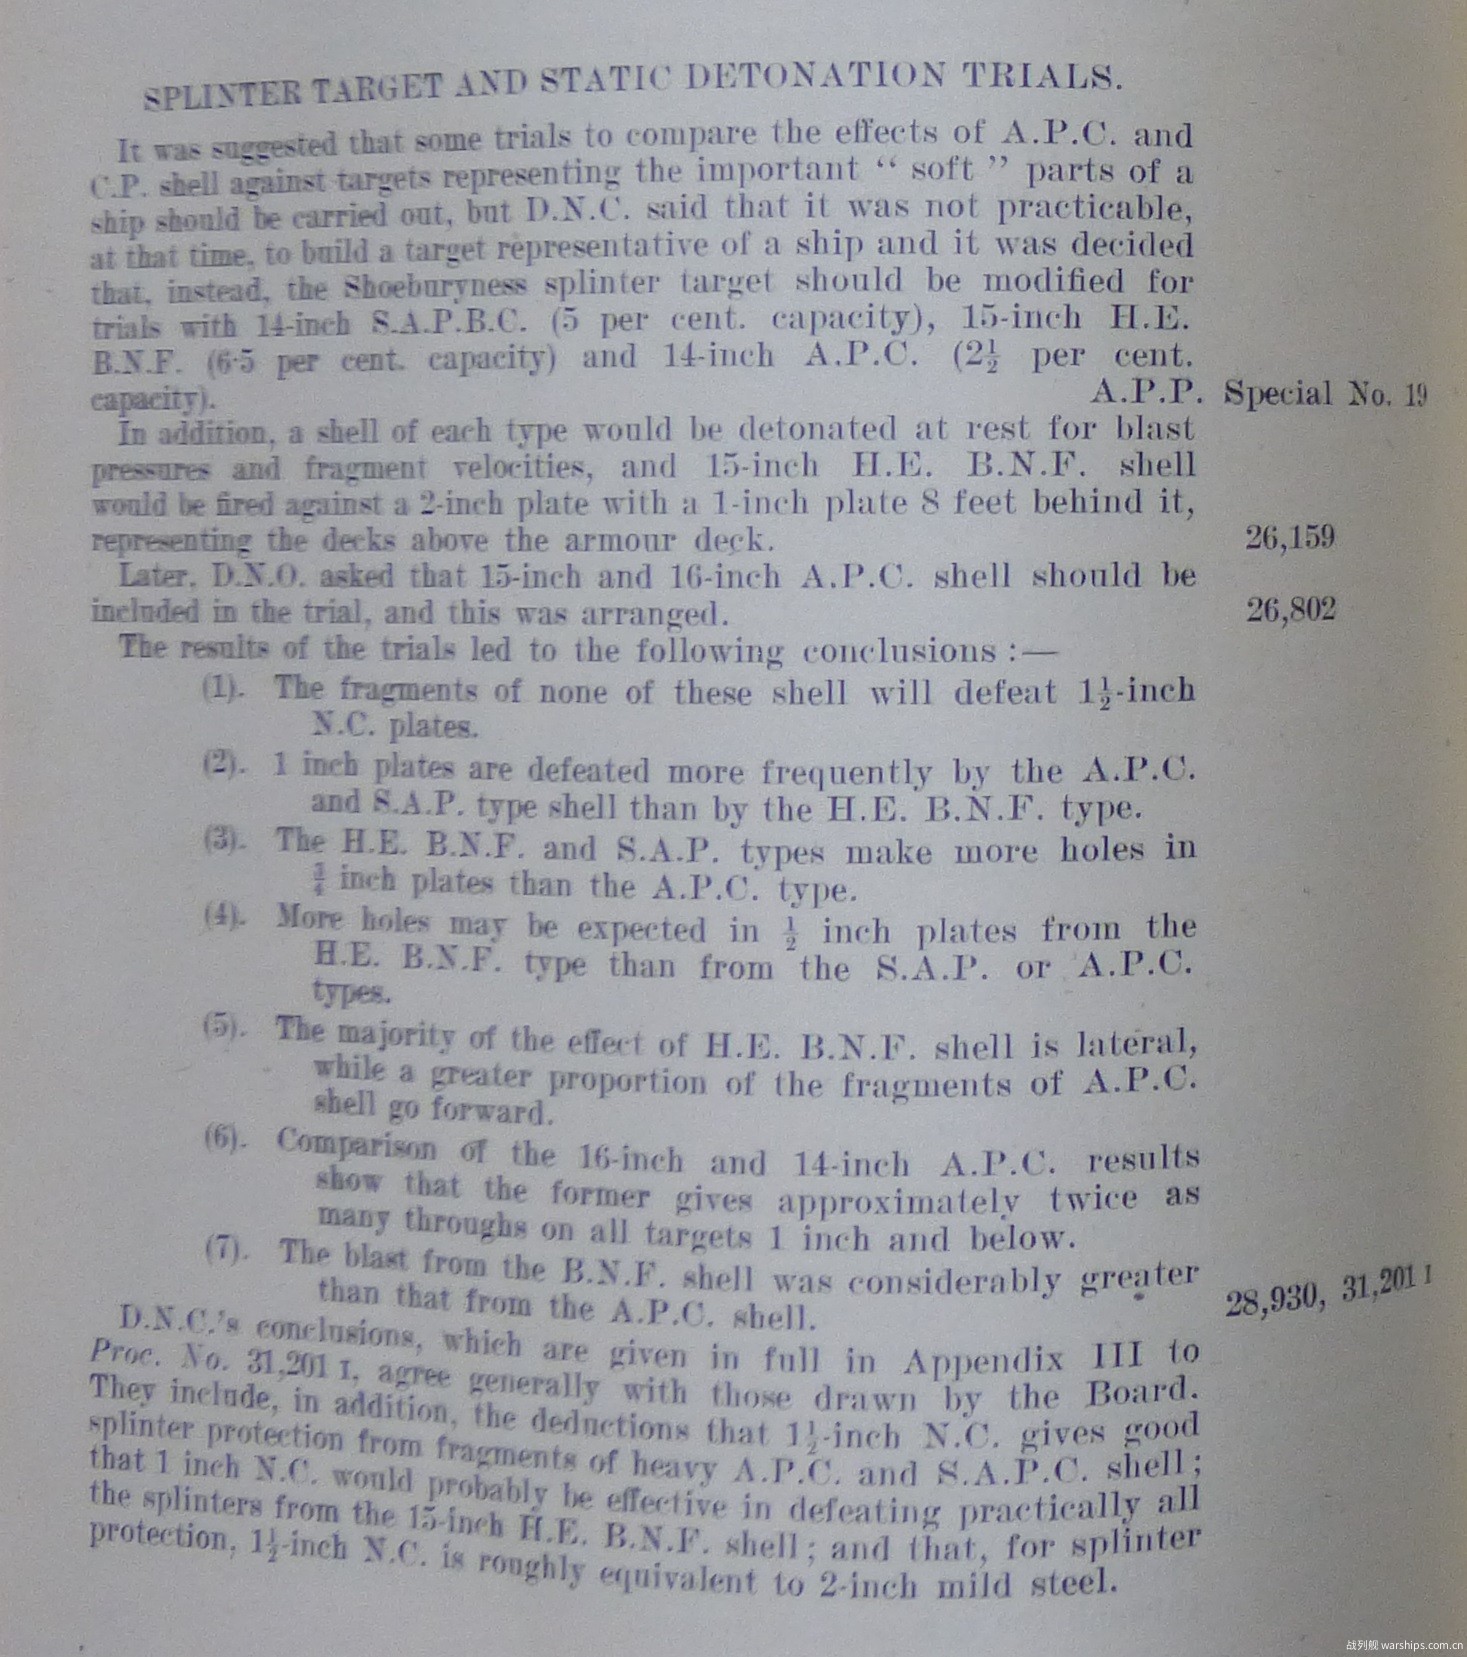 SPLINTER TARGET AND STATIC DETONATION TRIALS.
It was suggested that some trials to compare the effects of A.P.C. and
C.P. shell against targets representing the important “ soft ” parts of a
ship should be carried out, but D.N.C. said that it was not practicable,
at that time, to build a target representative of a ship and it was decided
that, instead, the Shoeburyness splinter target should be modified for
trials with 14-inch S.A.P.B.C. (5 per cent. capacity), 15-inch H.E.
B.N.F. (6·5 per cent. capacity) and 14-inch A.P.C. (2½ per cent.
capacity). A.P.P. Special No. 19
In addition, a shell of each type would be detonated at rest for blast
pressures and fragment velocities, and 15-inch H.E. B.N.F. shell
would be fired against a 2-inch plate with a 1-inch plate 8 feet behind it,
representing the decks above the armour deck. 26,159
Later, D.N.O. asked that 15-inch and 16-inch A.P.C. shell should be
included in the trial, and this was arranged. 26,802
The results of the trials led to the following conclusions :—
(1). The fragments of none of these shell will defeat 1½-inch
N.C. plates.
(2). 1 inch plates are defeated more frequently by the A.P.C.
and S.A.P. type shell than by the H.E. B.N.F. type.
(3). The H.E. B.N.F. and S.A.P. types make more holes in
¾ inch plates than the A.P.C. type.
(4). More holes may be expected in ½ inch plates from the
H.E. B.N.F. type than from the S.A.P. or A.P.C.
types.
(5). The majority of the effect of H.E. B.N.F. shell is lateral,
while a greater proportion of the fragments of A.P.C.
shell go forward.
(6). Comparison of the 16-inch and 14-inch A.P.C. results
show that the former gives approximately twice as
many throughs on all targets 1 inch and below.
(7). The blast from the B.N.F. shell was considerably greater
than that from the A.P.C. shell. 28,930, 31,201 I
D.N.C.'s conclusions, which are given in full in Appendix III to
Proc. No. 31,201 I, agree generally with those drawn by the Board.
They include, in addition, the deductions that 1½-inch N.C. gives good
splinter protection from fragments of heavy A.P.C. and S.A.P.C. shell;
that 1 inch N.C. would probably be effective in defeating practically all
the splinters from the 15-inch H.E. B.N.F. shell; and that, for splinter
protection, 1½-inch N.C. is roughly equivalent to 2-inch mild steel.
战列舰 warships.com.cn